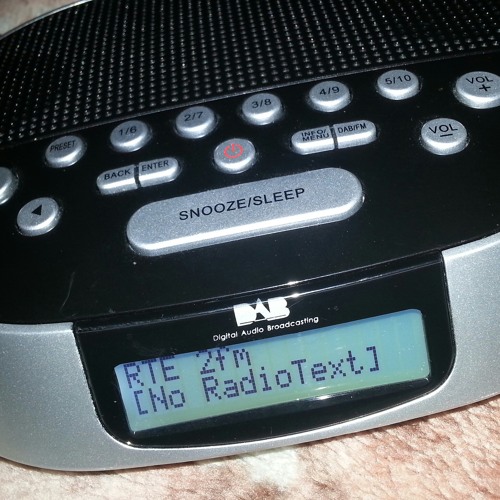 5/10
4/9
3/8
2/7
1/6
PRESET
VOL
+
VOL
−
INFO/
MENU
DAB/FM
BACK
ENTER
SNOOZE/SLEEP
DAB
Digital Audio Broadcasting
RTE 2fm
[No RadioText]